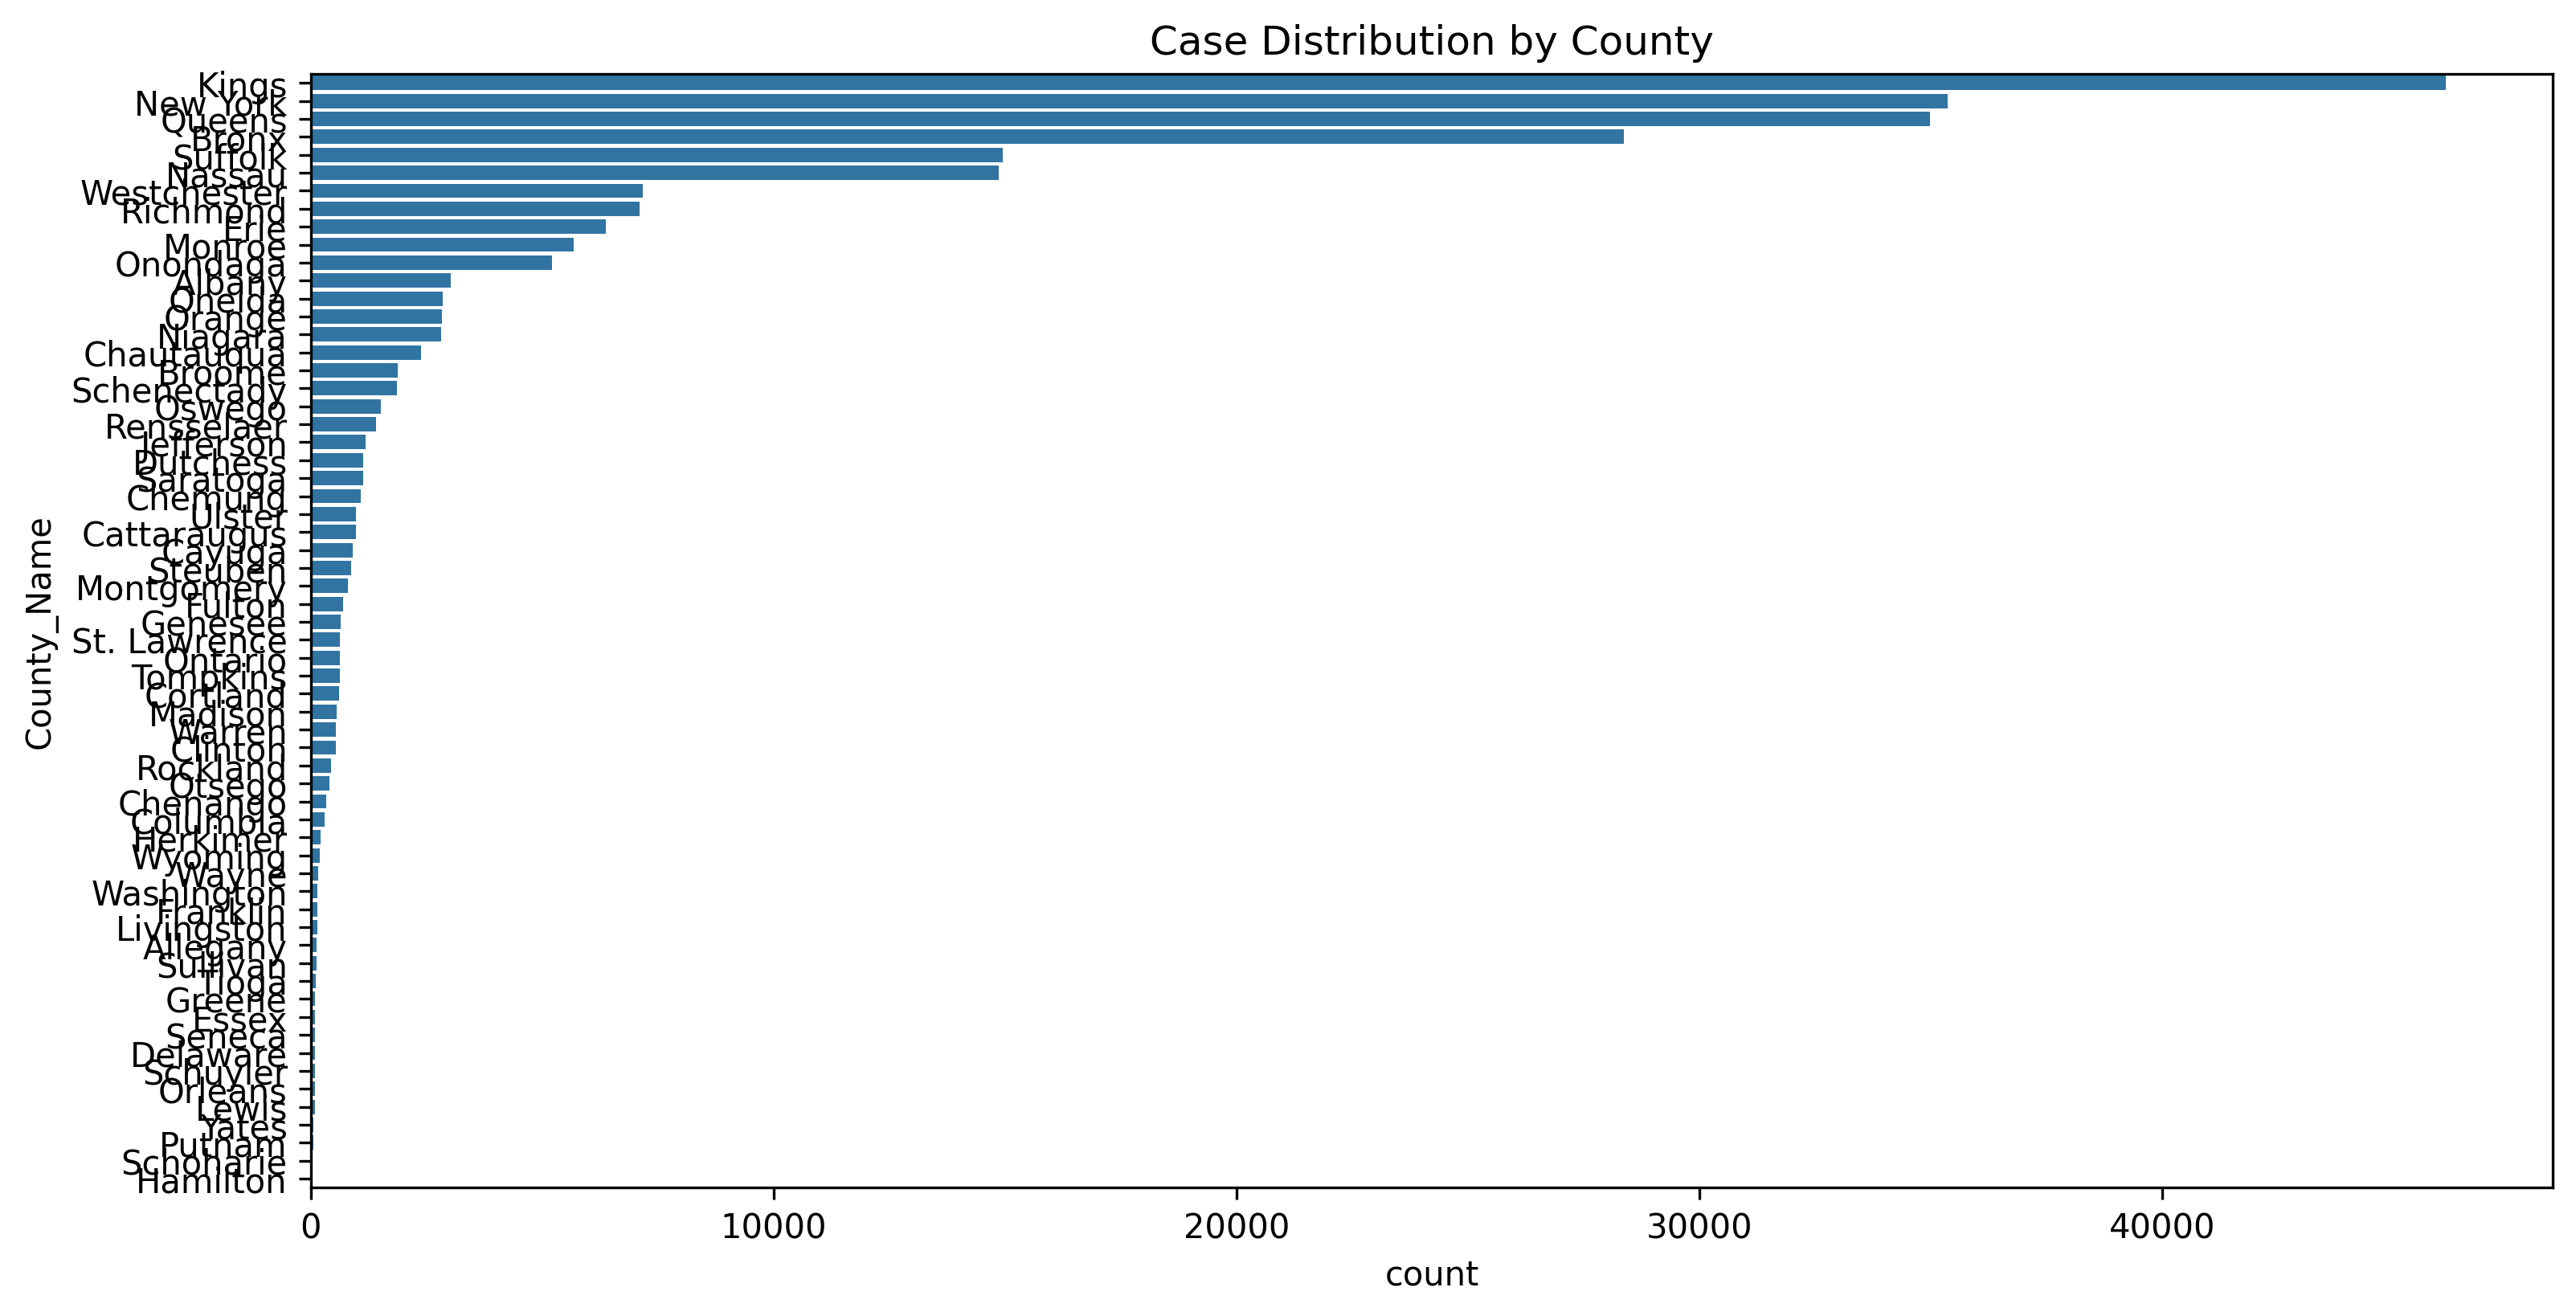 Case Distribution by County
Kings
New York
Queens
Bronx
Suffolk
Nassau
Westchester
Richmond
Erie
Monroe
Onondaga
Albany
Oneida
Orange
Niagara
Chautauqua
Broome
Schenectady
Oswego
Rensselaer
Jefferson
Dutchess
Saratoga
Chemung
Ulster
Cattaraugus
Cayuga
Steuben
Montgomery
Fulton
Genesee
St. Lawrence
Ontario
Tompkins
Cortland
Madison
Warren
Clinton
Rockland
Otsego
Chenango
Columbia
Herkimer
Wyoming
Wayne
Washington
Franklin
Livingston
Allegany
Sullivan
Tioga
Greene
Essex
Seneca
Delaware
Schuyler
Orleans
Lewis
Yates
Putnam
Schoharie
Hamilton
County_Name
0 10000 20000 30000 40000
count